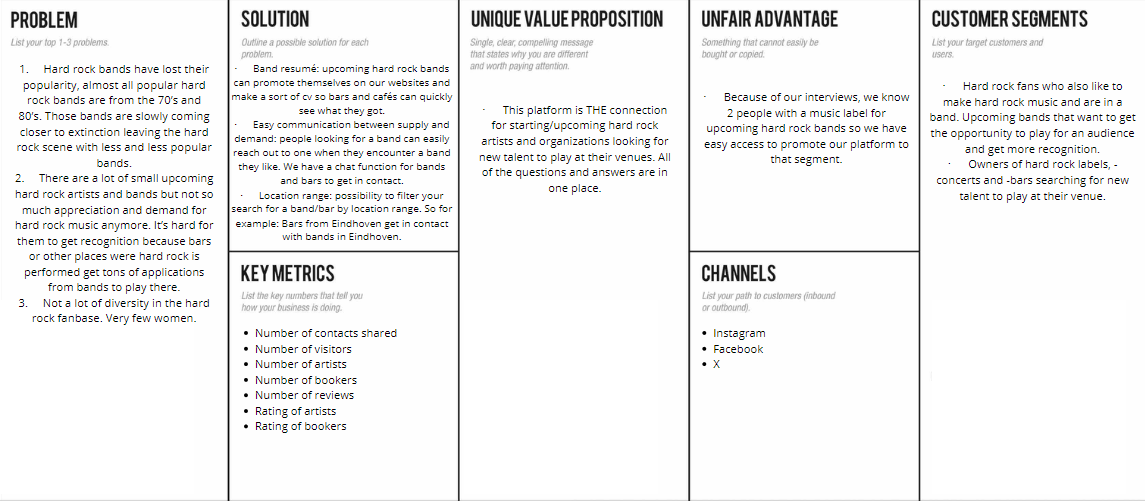 PROBLEM
List your top 1-3 problems.
1. Hard rock bands have lost their
popularity, almost all popular hard
rock bands are from the 70's and
80's. Those bands are slowly coming
closer to extinction leaving the hard
rock scene with less and less popular
bands.
2. There are a lot of small upcoming
hard rock artists and bands but not so
much appreciation and demand for
hard rock music anymore. It's hard for
them to get recognition because bars
or other places were hard rock is
performed get tons of applications
from bands to play there.
3. Not a lot of diversity in the hard
rock fanbase. Very few women.
SOLUTION
Outline a possible solution for each
problem.
· Band resumé: upcoming hard rock bands
can promote themselves on our websites and
make a sort of cv so bars and cafés can quickly
see what they got.
· Easy communication between supply and
demand: people looking for a band can easily
reach out to one when they encounter a band
they like. We have a chat function for bands
and bars to get in contact.
· Location range: possibility to filter your
search for a band/bar by location range. So for
example: Bars from Eindhoven get in contact
with bands in Eindhoven.
KEY METRICS
List the key numbers that tell you
how your business is doing.
• Number of contacts shared
• Number of visitors
• Number of artists
• Number of bookers
• Number of reviews
• Rating of artists
• Rating of bookers
UNIQUE VALUE PROPOSITION
Single, clear, compelling message
that states why you are different
and worth paying attention.
· This platform is THE connection
for starting/upcoming hard rock
artists and organizations looking for
new talent to play at their venues. All
of the questions and answers are in
one place.
UNFAIR ADVANTAGE
Something that cannot easily be
bought or copied.
· Because of our interviews, we know
2 people with a music label for
upcoming hard rock bands so we have
easy access to promote our platform to
that segment.
CHANNELS
List your path to customers (inbound
or outbound).
• Instagram
• Facebook
• X
CUSTOMER SEGMENTS
List your target customers and
users.
· Hard rock fans who also like to
make hard rock music and are in a
band. Upcoming bands that want to get
the opportunity to play for an audience
and get more recognition.
· Owners of hard rock labels, -
concerts and -bars searching for new
talent to play at their venue.